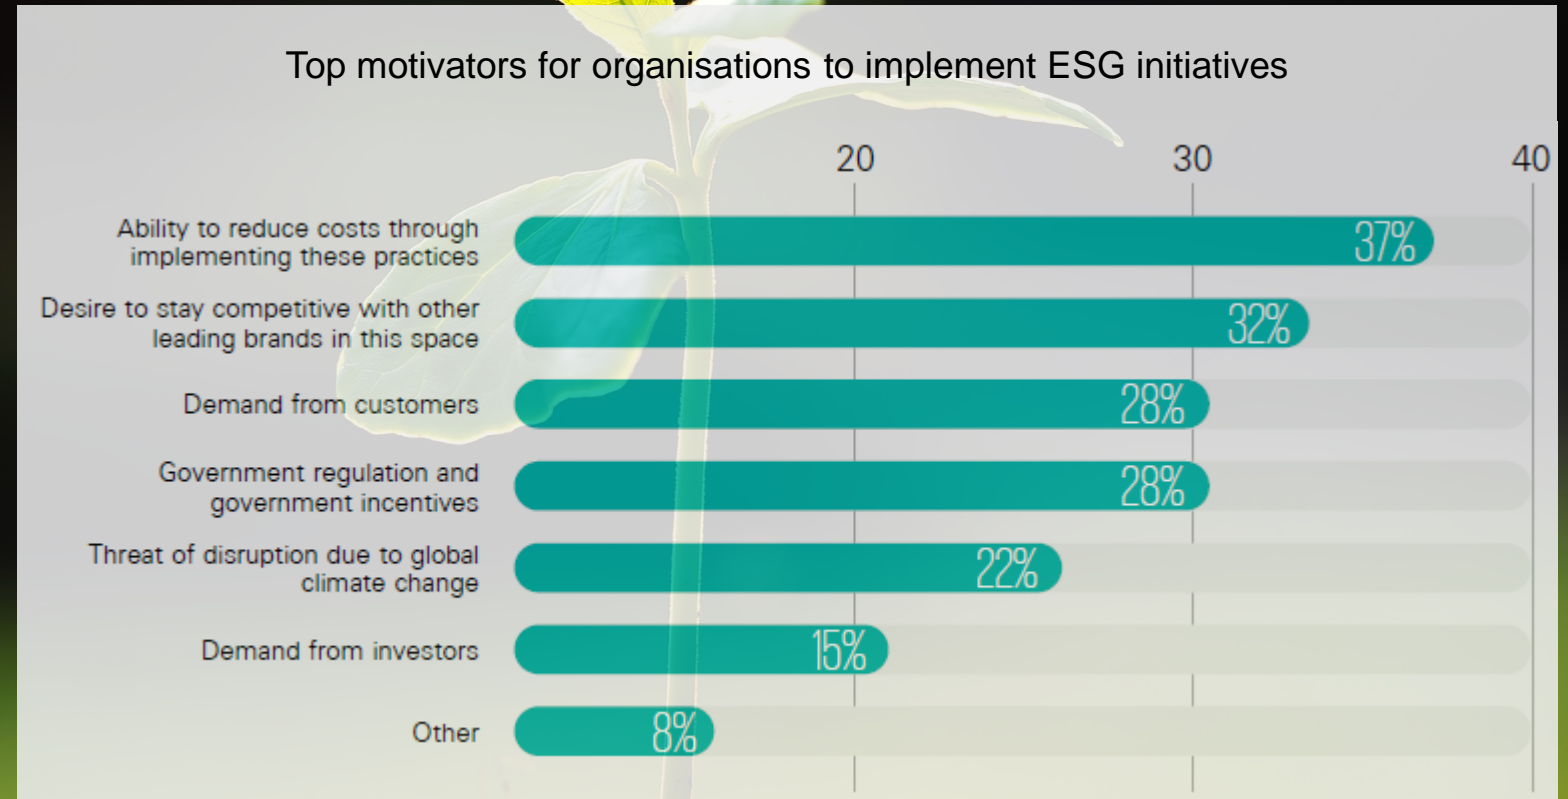 Top motivators for organisations to implement ESG initiatives
20 30 40
Ability to reduce costs through
implementing these practices
37%
Desire to stay competitive with other
leading brands in this space
32%
Demand from customers
28%
Government regulation and
government incentives
28%
Threat of disruption due to global
climate change
22%
Demand from investors
15%
Other
8%